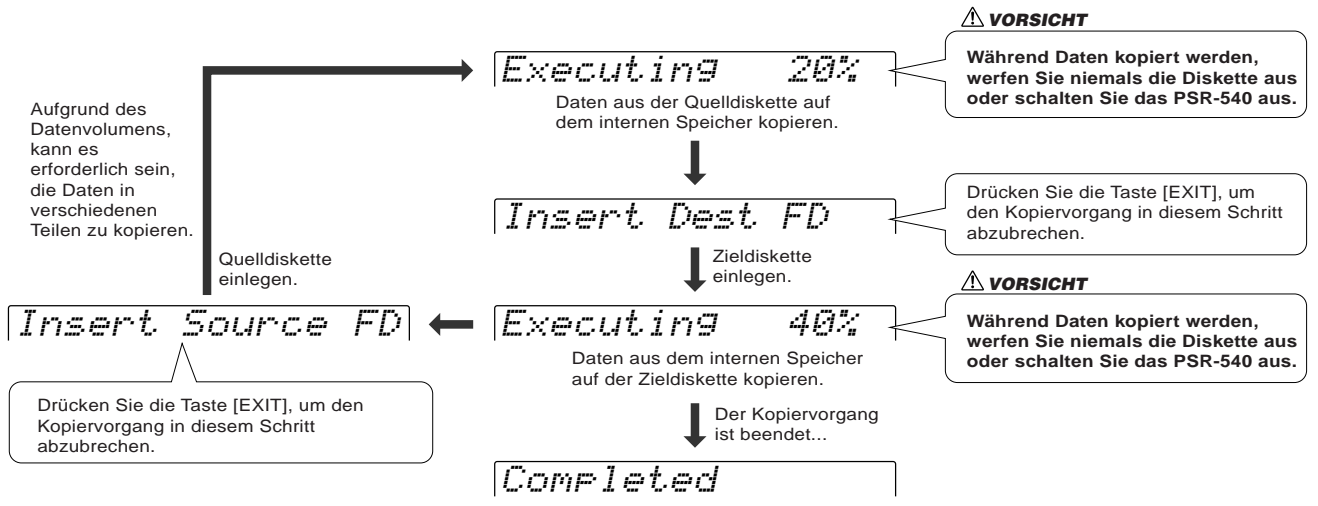 VORSICHT
Während Daten kopiert werden,
werfen Sie niemals die Diskette aus
oder schalten Sie das PSR-540 aus.
Executing 20%
Daten aus der Quelldiskette auf
dem internen Speicher kopieren.
Aufgrund des
Datenvolumens,
kann es
erforderlich sein,
die Daten in
verschiedenen
Teilen zu kopieren.
Insert Dest FD
Drücken Sie die Taste [EXIT], um
den Kopiervorgang in diesem Schritt
abzubrechen.
Quelldiskette
einlegen.
Zieldiskette
einlegen.
VORSICHT
Während Daten kopiert werden,
werfen Sie niemals die Diskette aus
oder schalten Sie das PSR-540 aus.
Insert Source FD
Executing 40%
Daten aus dem internen Speicher
auf der Zieldiskette kopieren.
Drücken Sie die Taste [EXIT], um den
Kopiervorgang in diesem Schritt
abzubrechen.
Der Kopiervorgang
ist beendet...
Completed